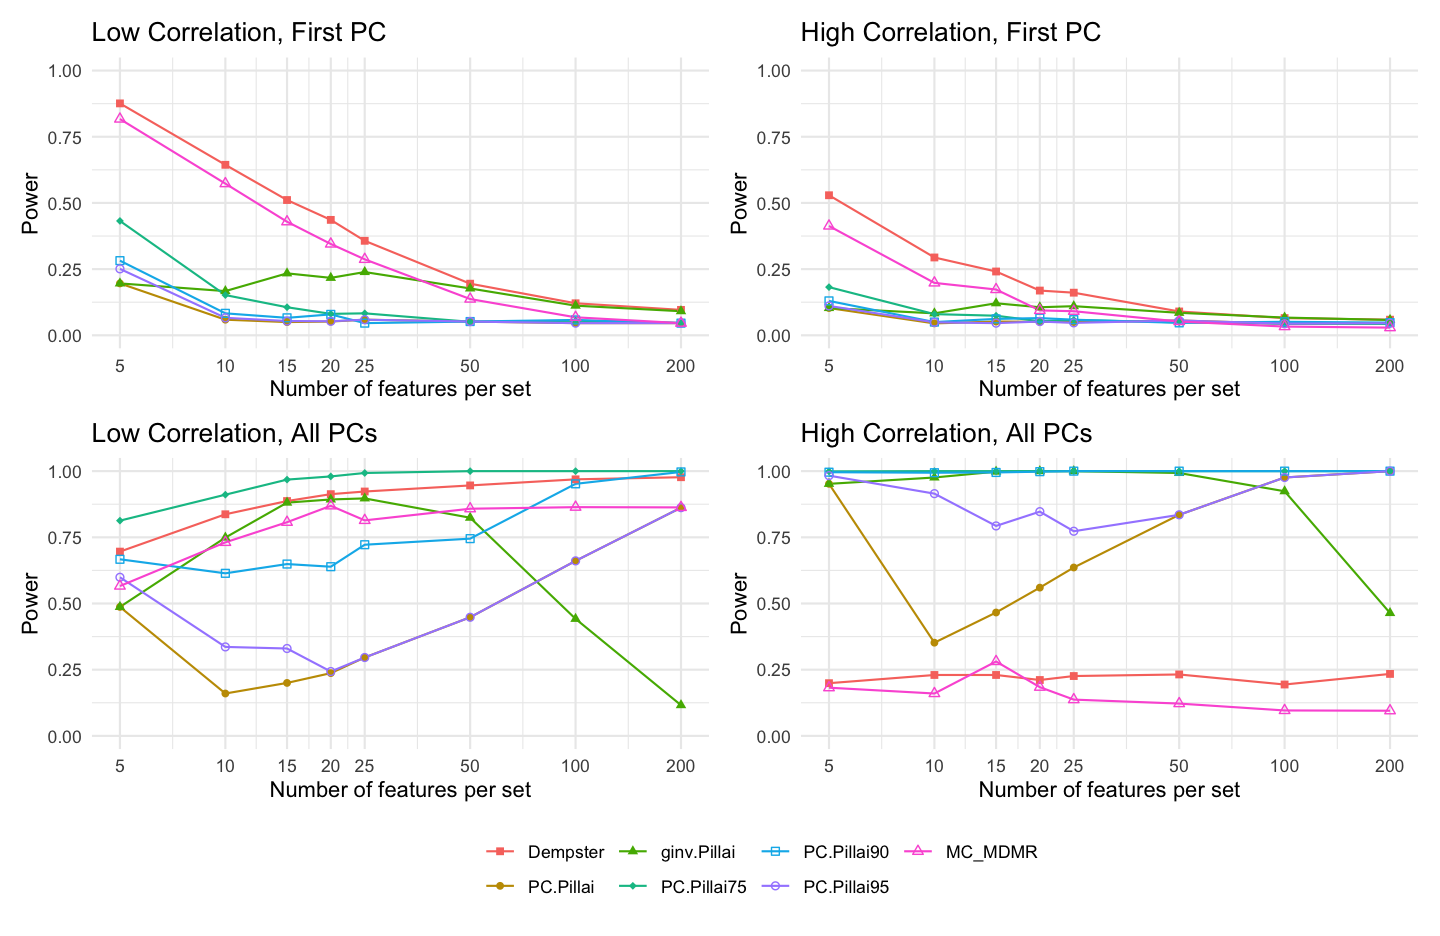 Low Correlation, First PC
1.00
0.75
0.50
0.25
0.00
Power
5 10 15 20 25 50 100 200
Number of features per set
High Correlation, First PC
1.00
0.75
0.50
0.25
0.00
Power
5 10 15 20 25 50 100 200
Number of features per set
Low Correlation, All PCs
1.00
0.75
0.50
0.25
0.00
Power
5 10 15 20 25 50 100 200
Number of features per set
High Correlation, All PCs
1.00
0.75
0.50
0.25
0.00
Power
5 10 15 20 25 50 100 200
Number of features per set
Dempster ginv.Pillai PC.Pillai90 MC_MDMR
PC.Pillai PC.Pillai75 PC.Pillai95